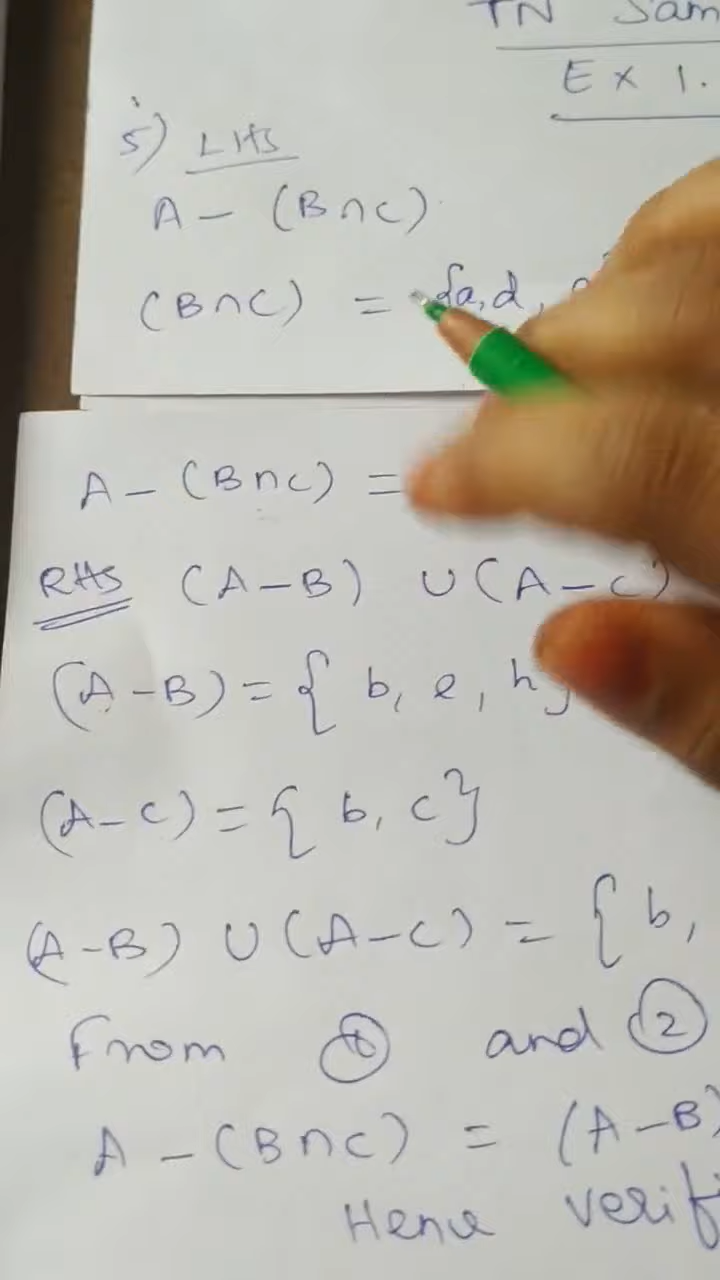 TN Sam
Ex 1.
5) LHS
A - (B∩C)
(B∩C) = {a, d,
A - (B∩C) =
RHS (A-B) ∪ (A-C)
(A-B) = { b, e, h}
(A-C) = { b, c}
(A-B) ∪ (A-C) = { b,
From ① and ②
A - (B∩C) = (A-B)
Hence verif